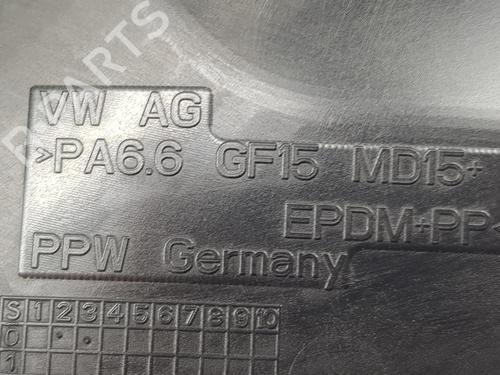 VW AG
>PA6.6 GF15 MD15+
EPDM+PP<
PPW Germany
S 1 2 3 4 5 6 7 8 9 10
0
1
PARTS